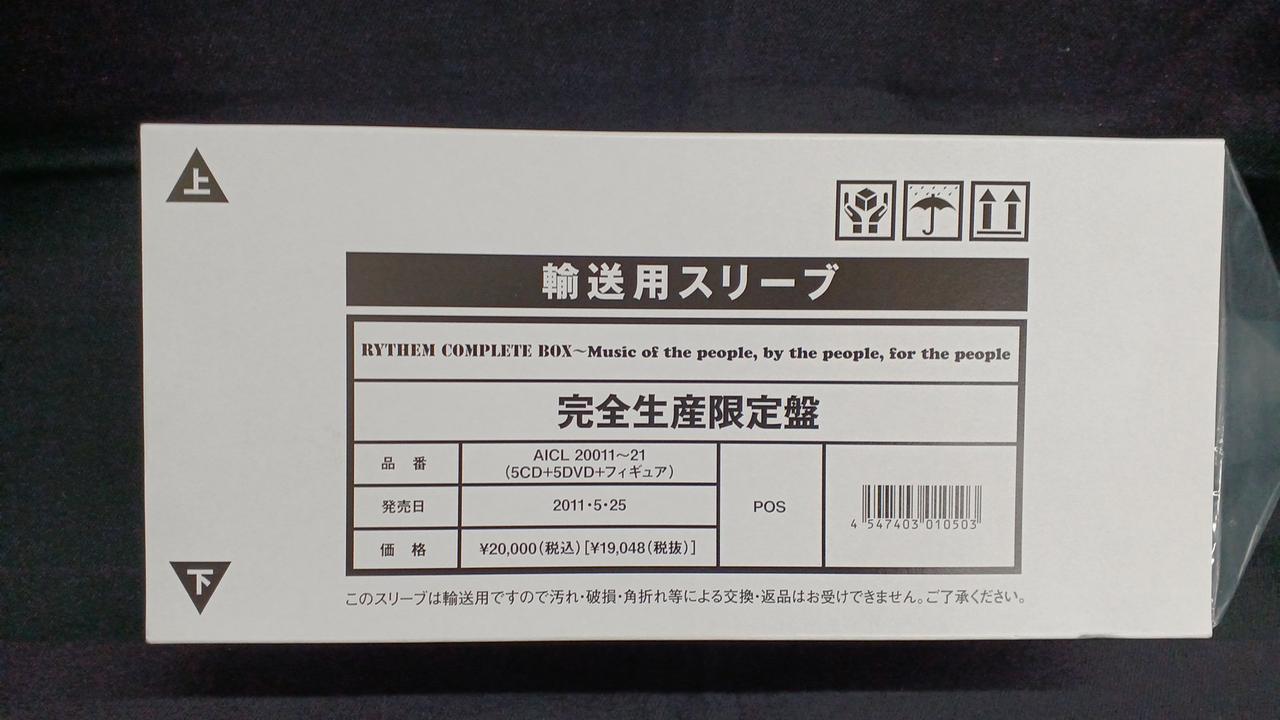 上
輸送用スリーブ
RYTHEM COMPLETE BOX～Music of the people, by the people, for the people
完全生産限定盤
品 番
AICL 20011～21
(5CD+5DVD+フィギュア)
発売日
2011・5・25
価 格
¥20,000(税込)[¥19,048(税抜)]
POS
4 547403 010503
下
このスリーブは輸送用ですので汚れ・破損・角折れ等による交換・返品はお受けできません。ご了承ください。